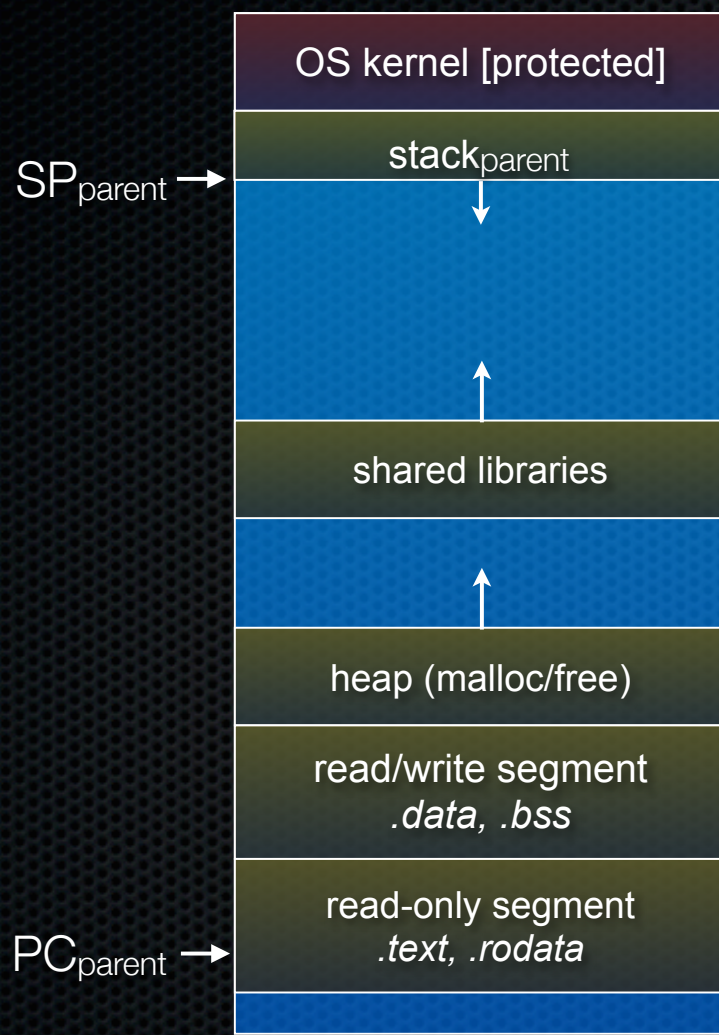 OS kernel [protected]
stackparent
SPparent
shared libraries
heap (malloc/free)
read/write segment
.data, .bss
read-only segment
.text, .rodata
PCparent